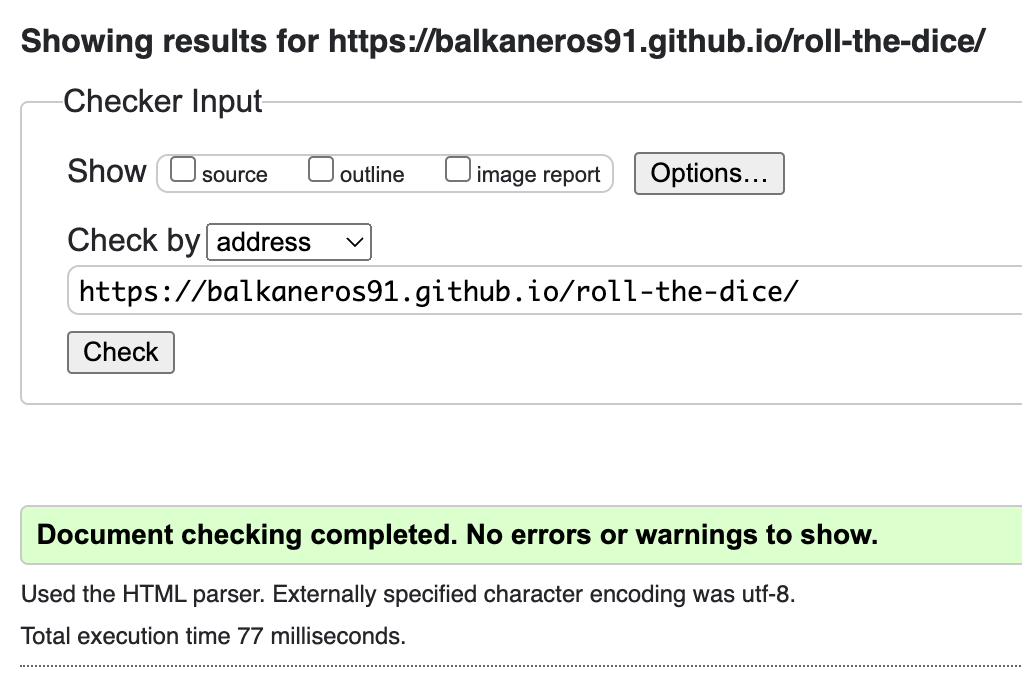 Showing results for https://balkaneros91.github.io/roll-the-dice/
Checker Input
Show source outline image report Options...
Check by address
https://balkaneros91.github.io/roll-the-dice/
Check
Document checking completed. No errors or warnings to show.
Used the HTML parser. Externally specified character encoding was utf-8.
Total execution time 77 milliseconds.